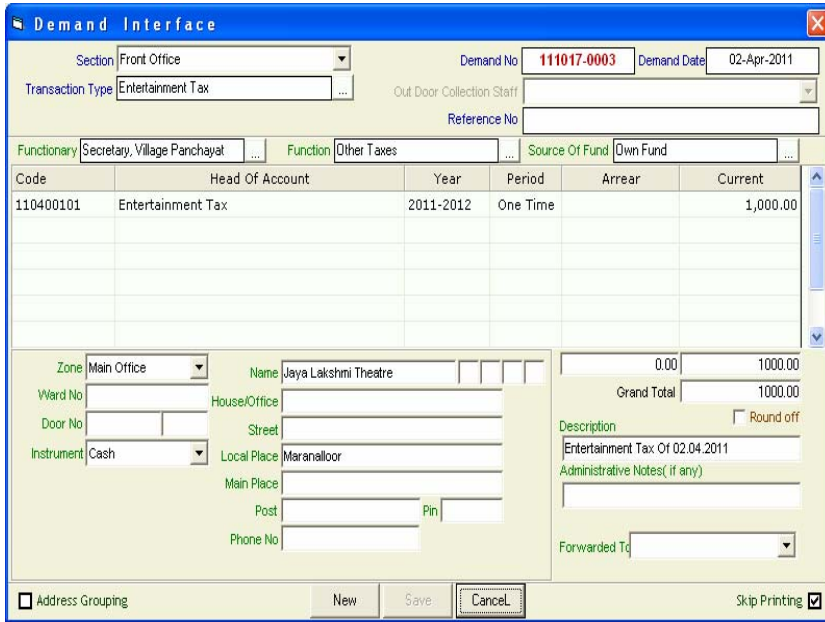 Demand Interface
Section Front Office Demand No 111017-0003 Demand Date 02-Apr-2011
Transaction Type Entertainment Tax ... Out Door Collection Staff
Reference No
Functionary Secretary, Village Panchayat ... Function Other Taxes ... Source Of Fund Own Fund ...
Code Head Of Account Year Period Arrear Current
110400101 Entertainment Tax 2011-2012 One Time 1,000.00
Zone Main Office Name Jaya Lakshmi Theatre 0.00 1000.00
Ward No House/Office Grand Total 1000.00
Door No Street Round off
Description
Instrument Cash Local Place Maranalloor Entertainment Tax Of 02.04.2011
Main Place Administrative Notes( if any)
Post Pin
Phone No Forwarded To
Address Grouping New Save CanceL Skip Printing